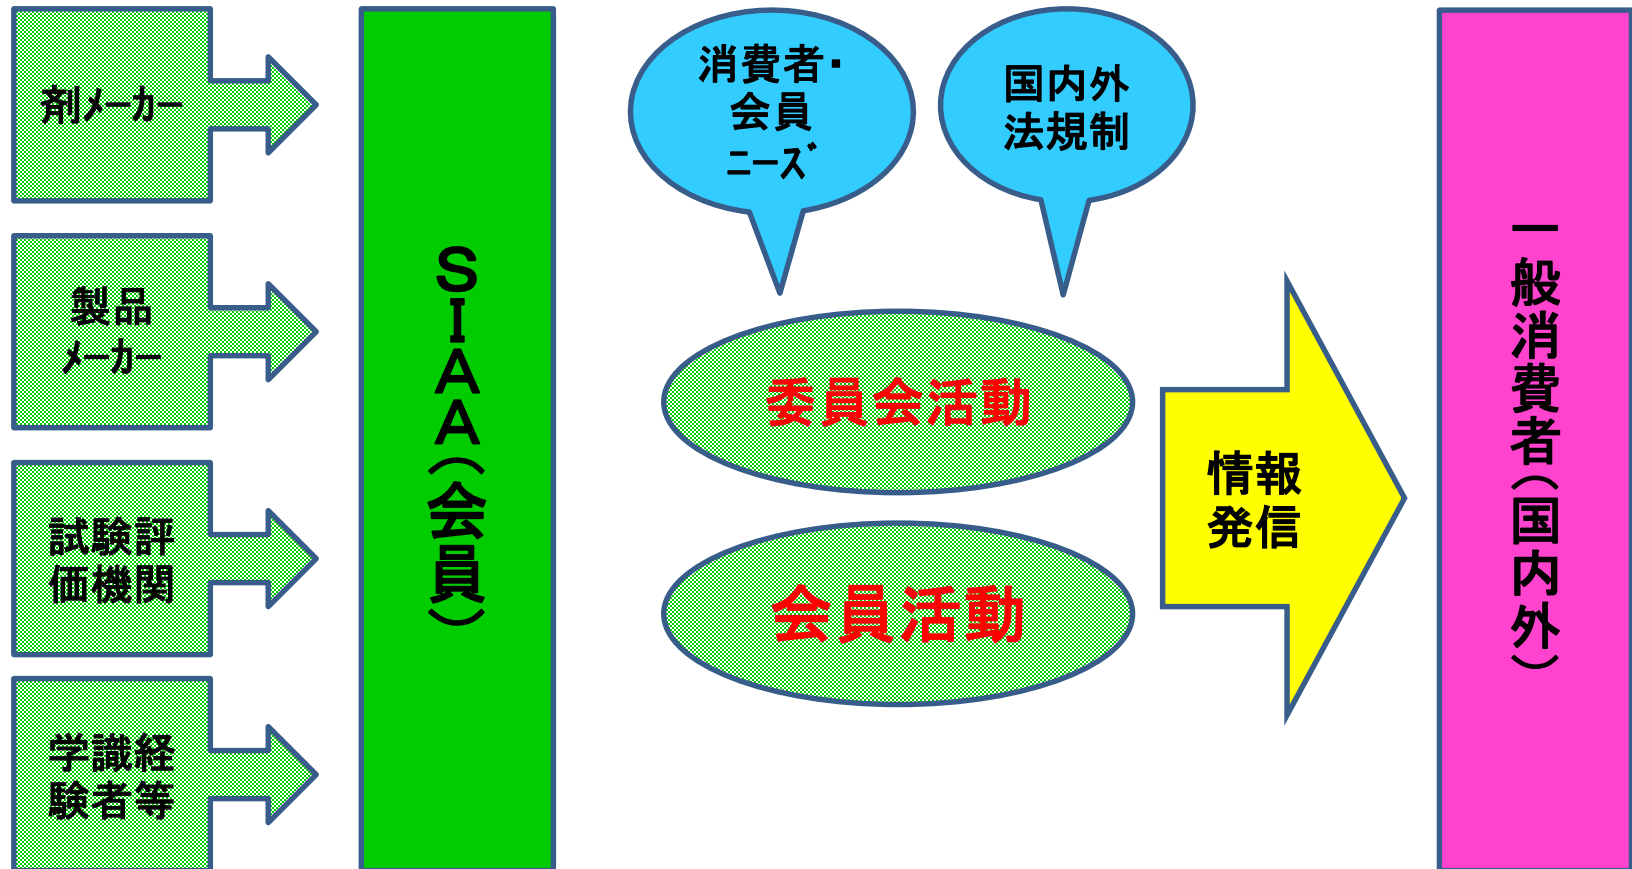 剤ﾒｰｶｰ
製品
ﾒｰｶｰ
試験評
価機関
学識経
験者等
ＳＩＡＡ（会員）
消費者・
会員
ﾆｰｽﾞ
国内外
法規制
委員会活動
会員活動
情報
発信
一般消費者（国内外）